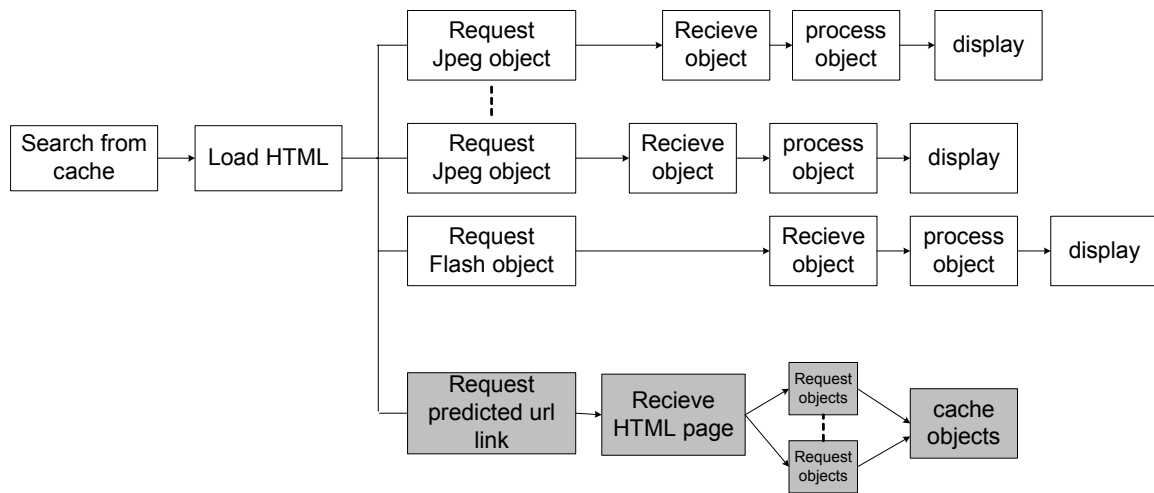 Request
Jpeg object
Recieve
object
process
object
display
Search from
cache
Load HTML
Request
Jpeg object
Recieve
object
process
object
display
Request
Flash object
Recieve
object
process
object
display
Request
predicted url
link
Recieve
HTML page
Request
objects
Request
objects
cache
objects